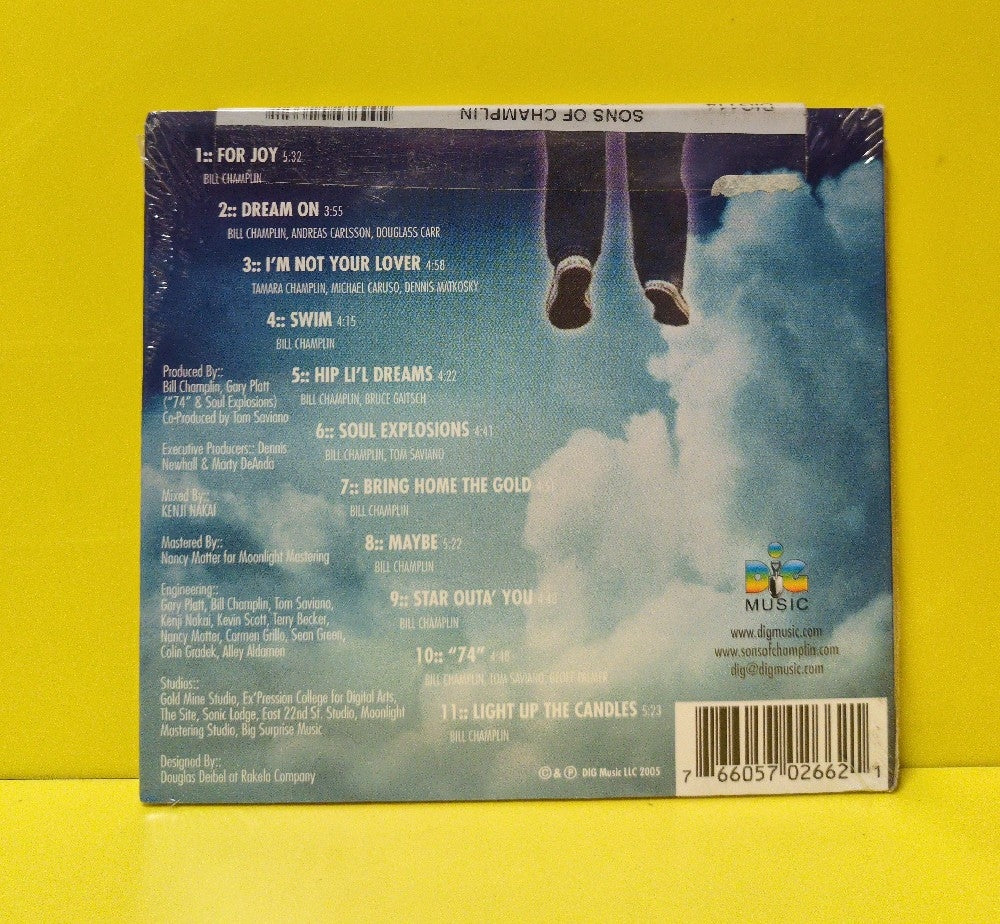 SONS OF CHAMPLIN
1:: FOR JOY 5:32
BILL CHAMPLIN
2:: DREAM ON 3:55
BILL CHAMPLIN, ANDREAS CARLSSON, DOUGLASS CARR
3:: I'M NOT YOUR LOVER 4:58
TAMARA CHAMPLIN, MICHAEL CARUSO, DENNIS MATKOSKY
4:: SWIM 4:15
BILL CHAMPLIN
5:: HIP LI'L DREAMS 4:22
BILL CHAMPLIN, BRUCE GAITSCH
6:: SOUL EXPLOSIONS 4:41
BILL CHAMPLIN, TOM SAVIANO
7:: BRING HOME THE GOLD
BILL CHAMPLIN
8:: MAYBE 5:22
BILL CHAMPLIN
9:: STAR OUTA' YOU
BILL CHAMPLIN
10:: "74" 4:48
BILL CHAMPLIN, TOM SAVIANO, GEOFF PALMER
11:: LIGHT UP THE CANDLES 5:23
BILL CHAMPLIN
Produced By::
Bill Champlin, Gary Platt
("74" & Soul Explosions)
Co-Produced by Tom Saviano
Executive Producers:: Dennis
Newhall & Marty DeAnda
Mixed By::
KENJI NAKAI
Mastered By::
Nancy Matter for Moonlight Mastering
Engineering::
Gary Platt, Bill Champlin, Tom Saviano,
Kenji Nakai, Kevin Scott, Terry Becker,
Nancy Matter, Carmen Grillo, Sean Green,
Colin Gradek, Alley Aldamen
Studios::
Gold Mine Studio, Ex'Pression College for Digital Arts,
The Site, Sonic Lodge, East 22nd St. Studio, Moonlight
Mastering Studio, Big Surprise Music
Designed By::
Douglas Deibel at Rakela Company
DIG
MUSIC
www.digmusic.com
www.sonsofchamplin.com
dig@digmusic.com
© & ℗ DIG Music LLC 2005
7 66057 02662 1